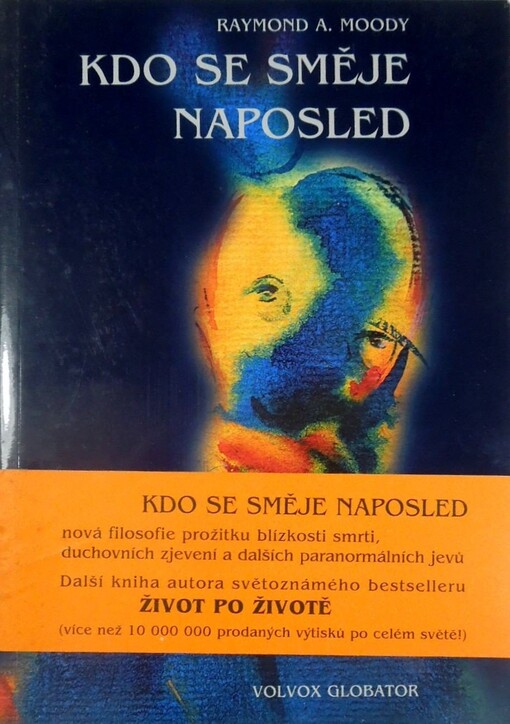 RAYMOND A. MOODY
KDO SE SMĚJE
NAPOSLED
KDO SE SMĚJE NAPOSLED
nová filosofie prožitku blízkosti smrti,
duchovních zjevení a dalších paranormálních jevů
Další kniha autora světoznámého bestselleru
ŽIVOT PO ŽIVOTĚ
(více než 10 000 000 prodaných výtisků po celém světě!)
VOLVOX GLOBATOR